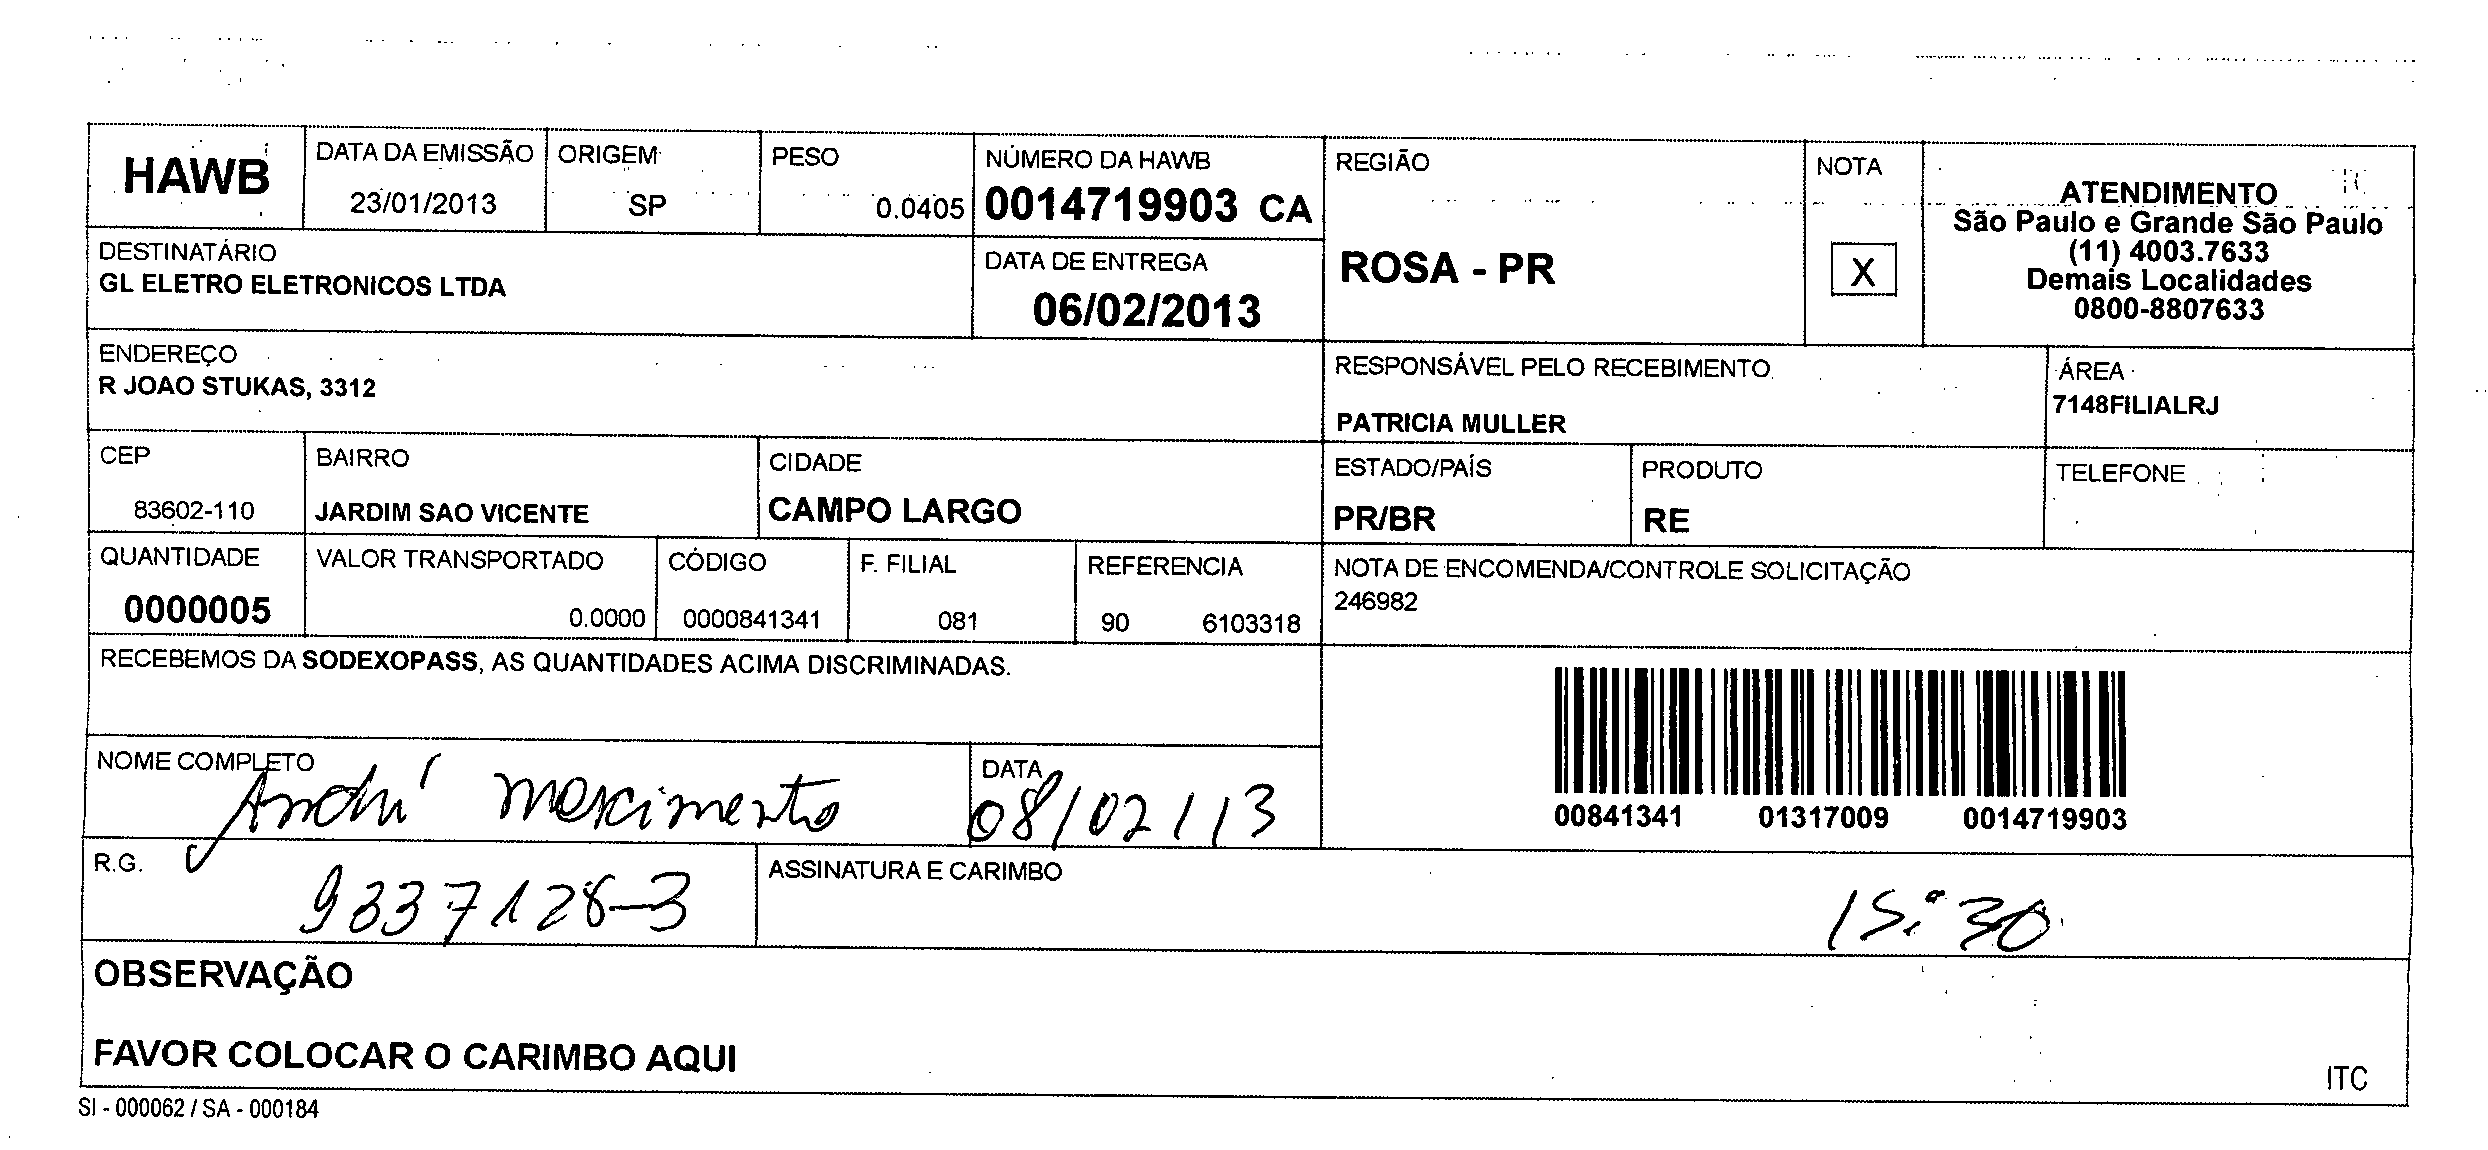 HAWB
DATA DA EMISSÃO
23/01/2013
ORIGEM
SP
PESO
0.0405
NÚMERO DA HAWB
0014719903 CA
REGIÃO
ROSA - PR
NOTA
X
ATENDIMENTO
São Paulo e Grande São Paulo
(11) 4003.7633
Demais Localidades
0800-8807633
DESTINATÁRIO
GL ELETRO ELETRONICOS LTDA
DATA DE ENTREGA
06/02/2013
ENDEREÇO
R JOAO STUKAS, 3312
RESPONSÁVEL PELO RECEBIMENTO
PATRICIA MULLER
ÁREA
7148FILIALRJ
CEP
83602-110
BAIRRO
JARDIM SAO VICENTE
CIDADE
CAMPO LARGO
ESTADO/PAÍS
PR/BR
PRODUTO
RE
TELEFONE
QUANTIDADE
0000005
VALOR TRANSPORTADO
0.0000
CÓDIGO
0000841341
F. FILIAL
081
REFERENCIA
90 6103318
NOTA DE ENCOMENDA/CONTROLE SOLICITAÇÃO
246982
RECEBEMOS DA SODEXOPASS, AS QUANTIDADES ACIMA DISCRIMINADAS.
00841341 01317009 0014719903
NOME COMPLETO
André
DATA
08/02/13
R.G.
9337128-3
ASSINATURA E CARIMBO
15:30
OBSERVAÇÃO
FAVOR COLOCAR O CARIMBO AQUI
ITC
SI - 000062 / SA - 000184